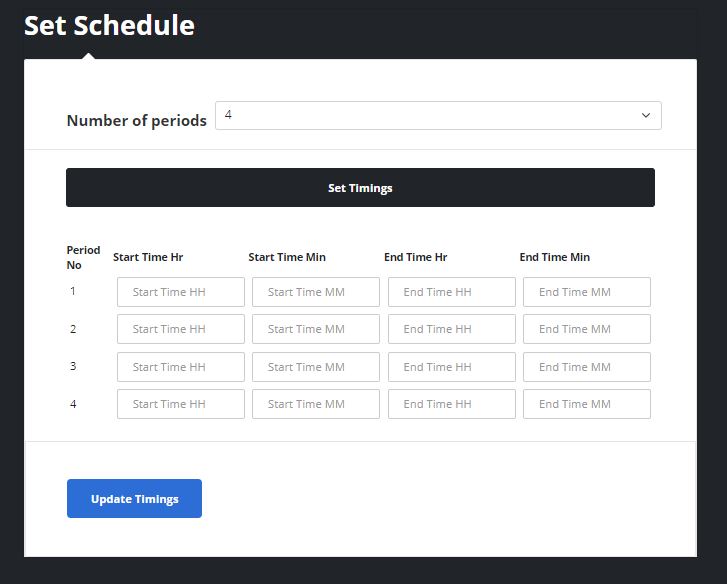 Set Schedule
Number of periods 4
Set Timings
Period No Start Time Hr Start Time Min End Time Hr End Time Min
1 Start Time HH Start Time MM End Time HH End Time MM
2 Start Time HH Start Time MM End Time HH End Time MM
3 Start Time HH Start Time MM End Time HH End Time MM
4 Start Time HH Start Time MM End Time HH End Time MM
Update Timings